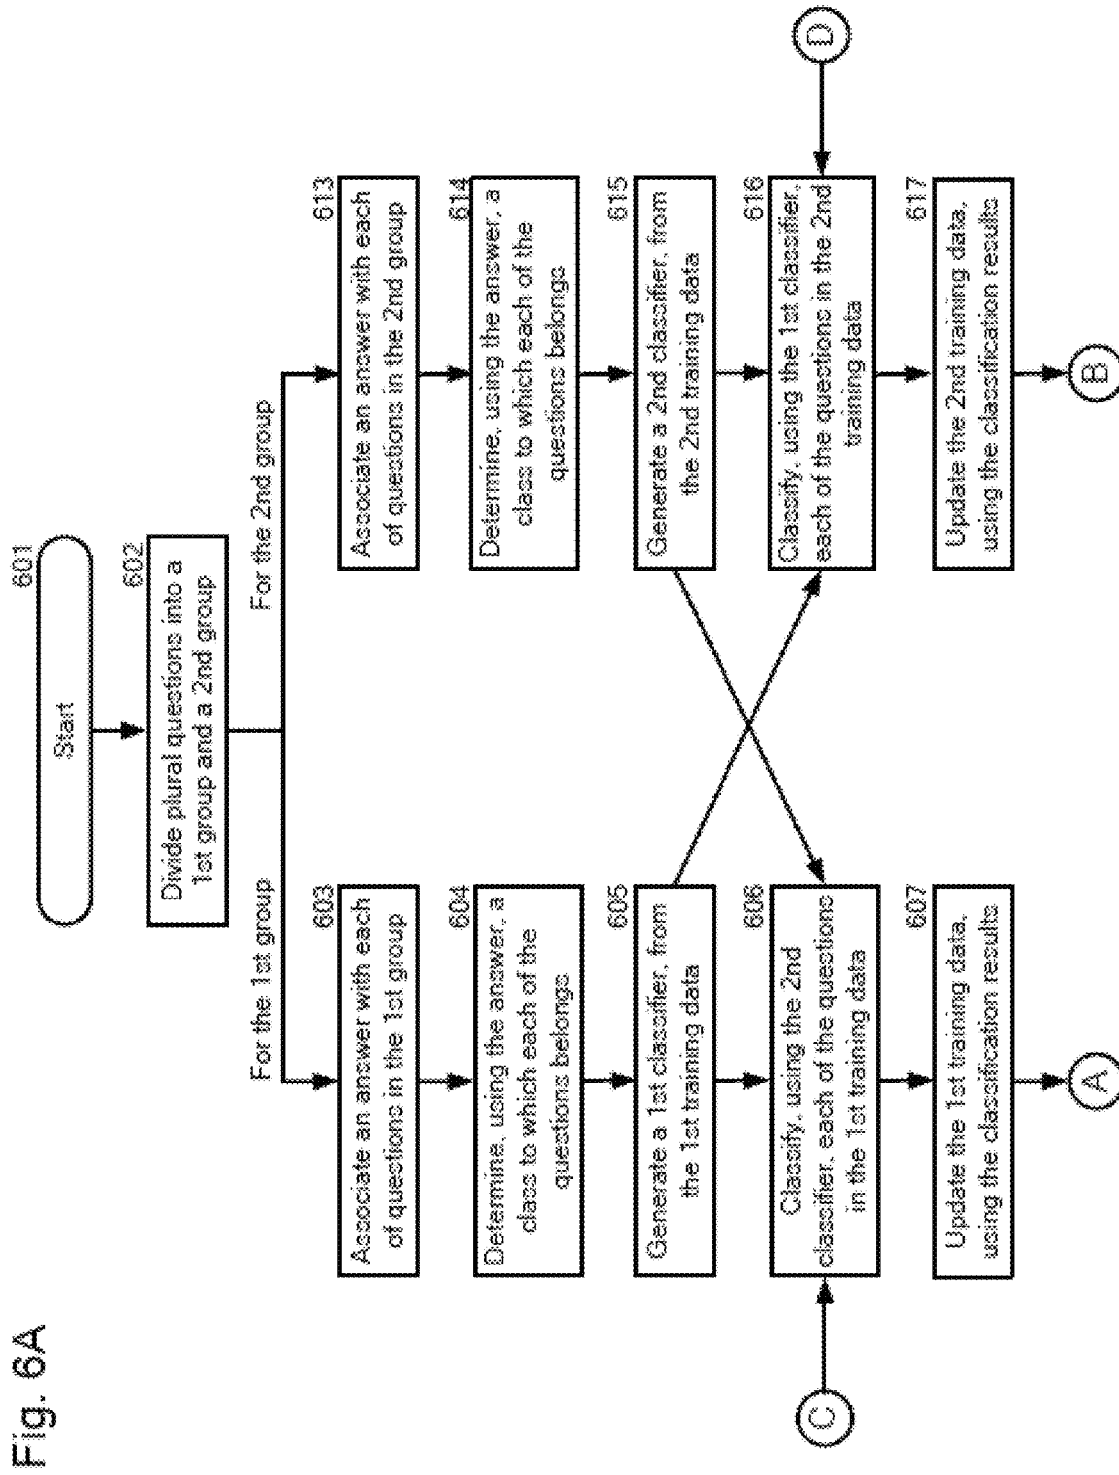 Fig. 6A
601
Start
602
Divide plural questions into a
1st group and a 2nd group
For the 1st group
For the 2nd group
603
Associate an answer with each
of questions in the 1st group
604
Determine, using the answer, a
class to which each of the
questions belongs
605
Generate a 1st classifier, from
the 1st training data
606
Classify, using the 2nd
classifier, each of the questions
in the 1st training data
607
Update the 1st training data,
using the classification results
C
A
613
Associate an answer with each
of questions in the 2nd group
614
Determine, using the answer, a
class to which each of the
questions belongs
615
Generate a 2nd classifier, from
the 2nd training data
616
Classify, using the 1st classifier,
each of the questions in the 2nd
training data
617
Update the 2nd training data,
using the classification results
D
B